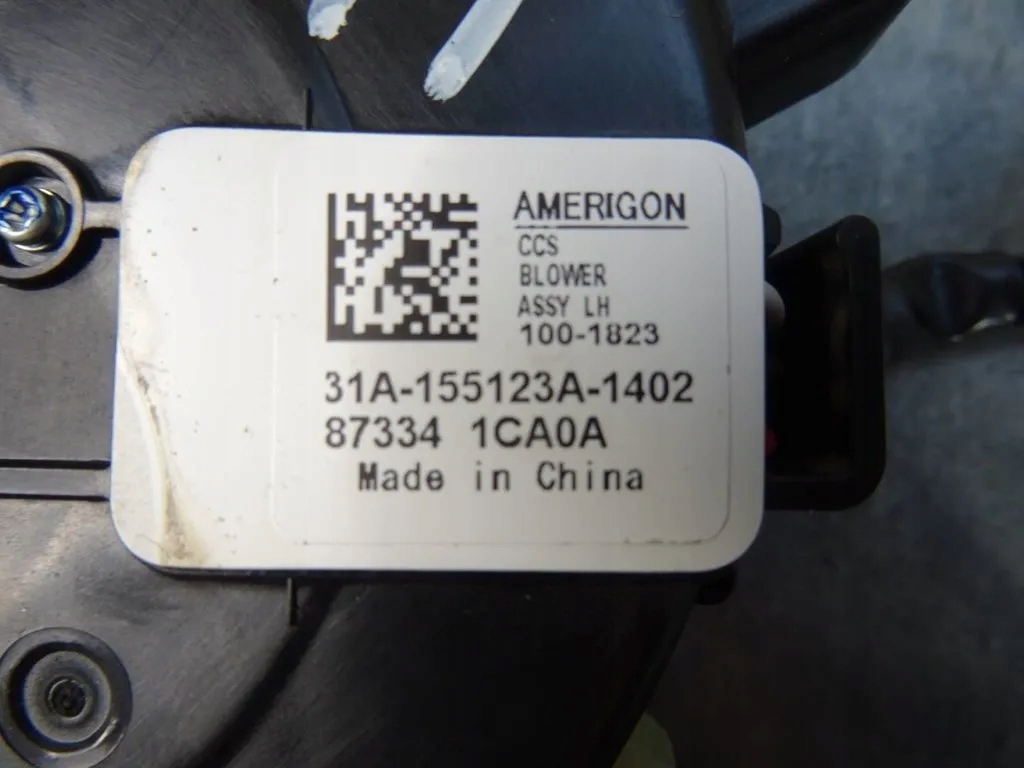 AMERIGON
CCS
BLOWER
ASSY LH
100-1823
31A-155123A-1402
87334 1CA0A
Made in China